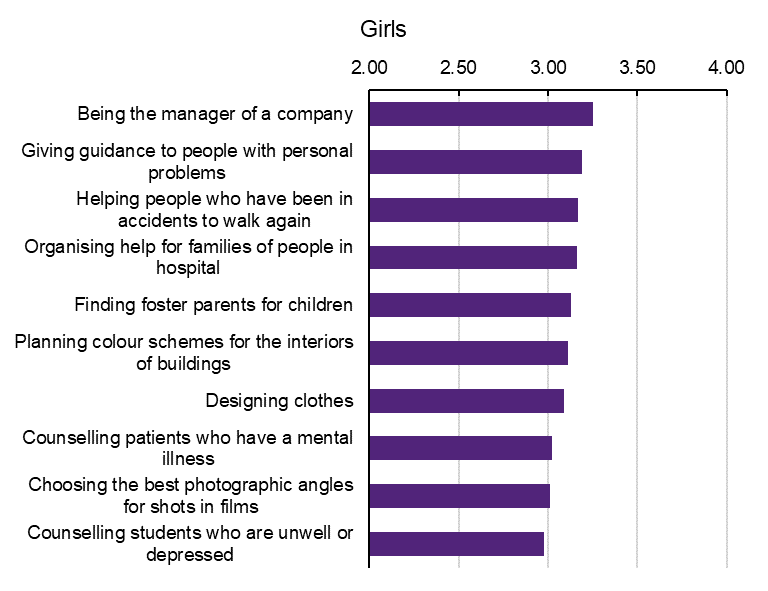 Girls
2.00 2.50 3.00 3.50 4.00
Being the manager of a company
Giving guidance to people with personal
problems
Helping people who have been in
accidents to walk again
Organising help for families of people in
hospital
Finding foster parents for children
Planning colour schemes for the interiors
of buildings
Designing clothes
Counselling patients who have a mental
illness
Choosing the best photographic angles
for shots in films
Counselling students who are unwell or
depressed